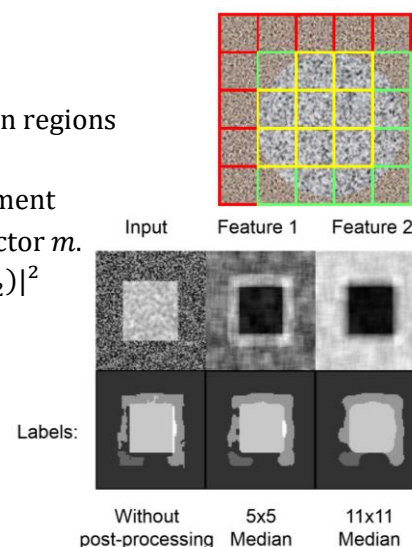 n regions
ment
ctor m.
₂)|²
Input Feature 1 Feature 2
Labels:
Without post-processing
5x5 Median
11x11 Median